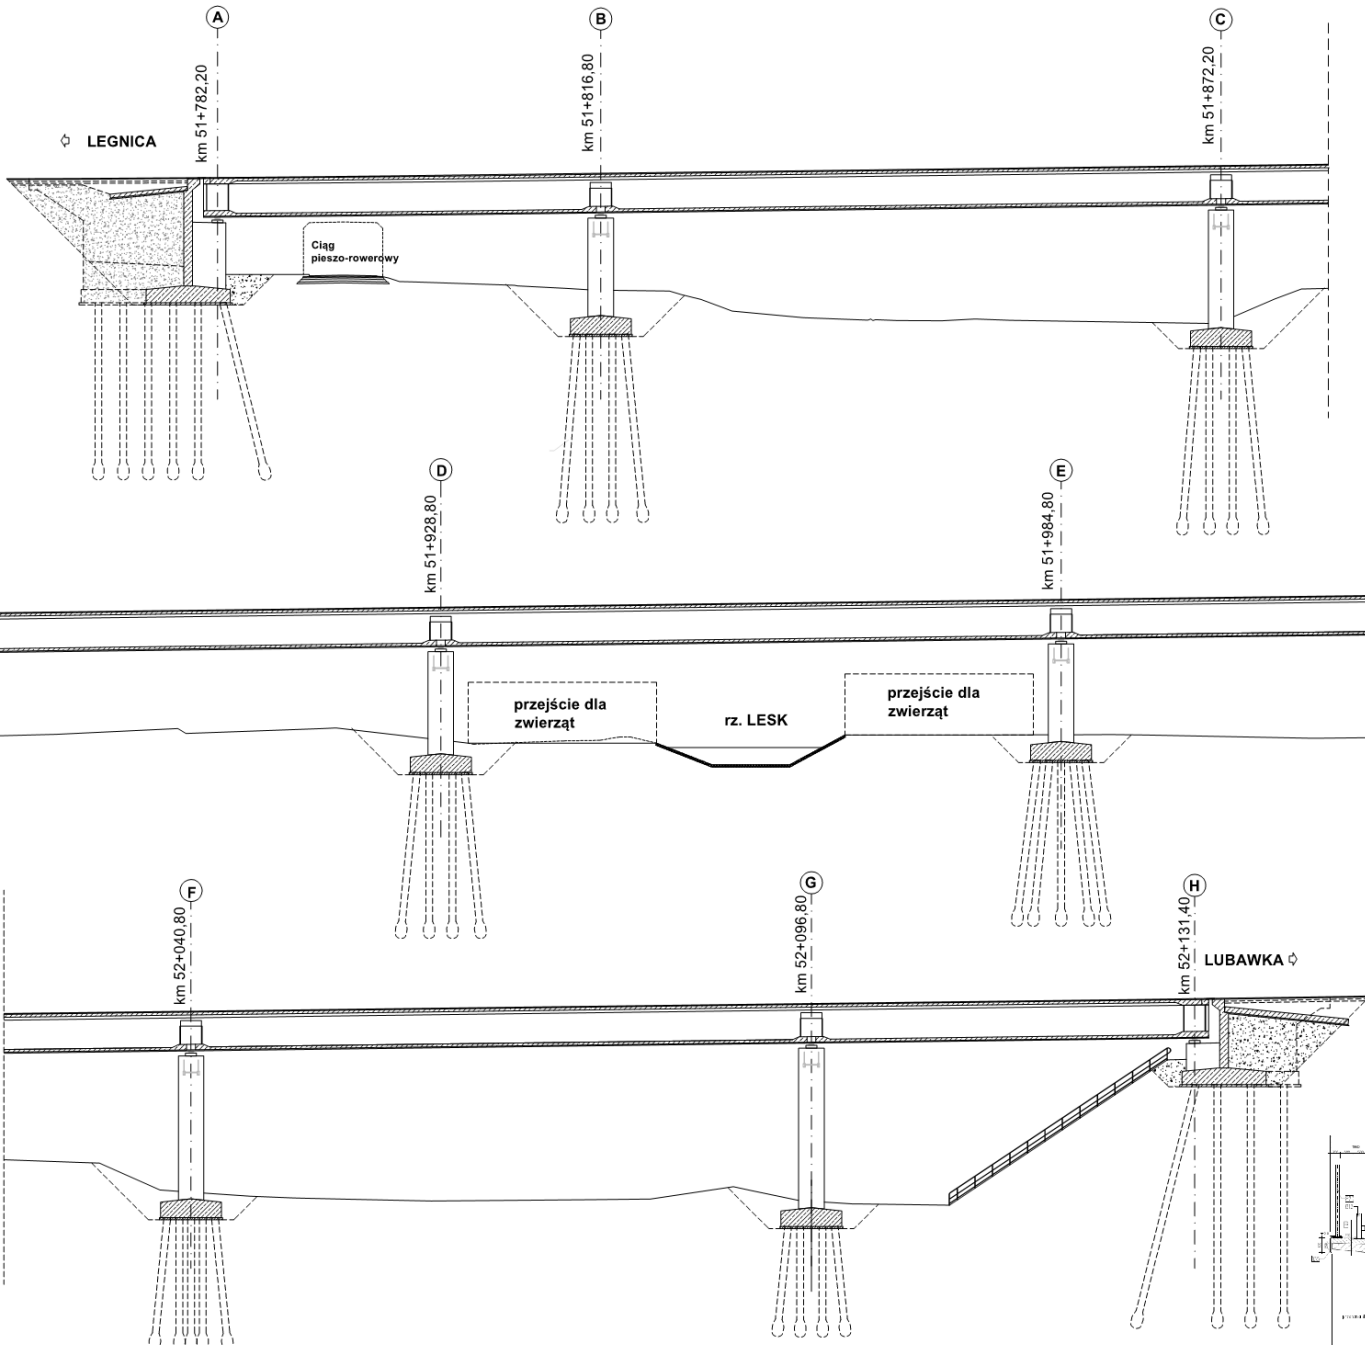 A
B
C
km 51+782,20
km 51+816,80
km 51+872,20
LEGNICA
Ciąg
pieszo-rowerowy
D
E
km 51+928,80
km 51+984,80
przejście dla
zwierząt
rz. LESK
przejście dla
zwierząt
F
G
H
km 52+040,80
km 52+096,80
km 52+131,40
LUBAWKA